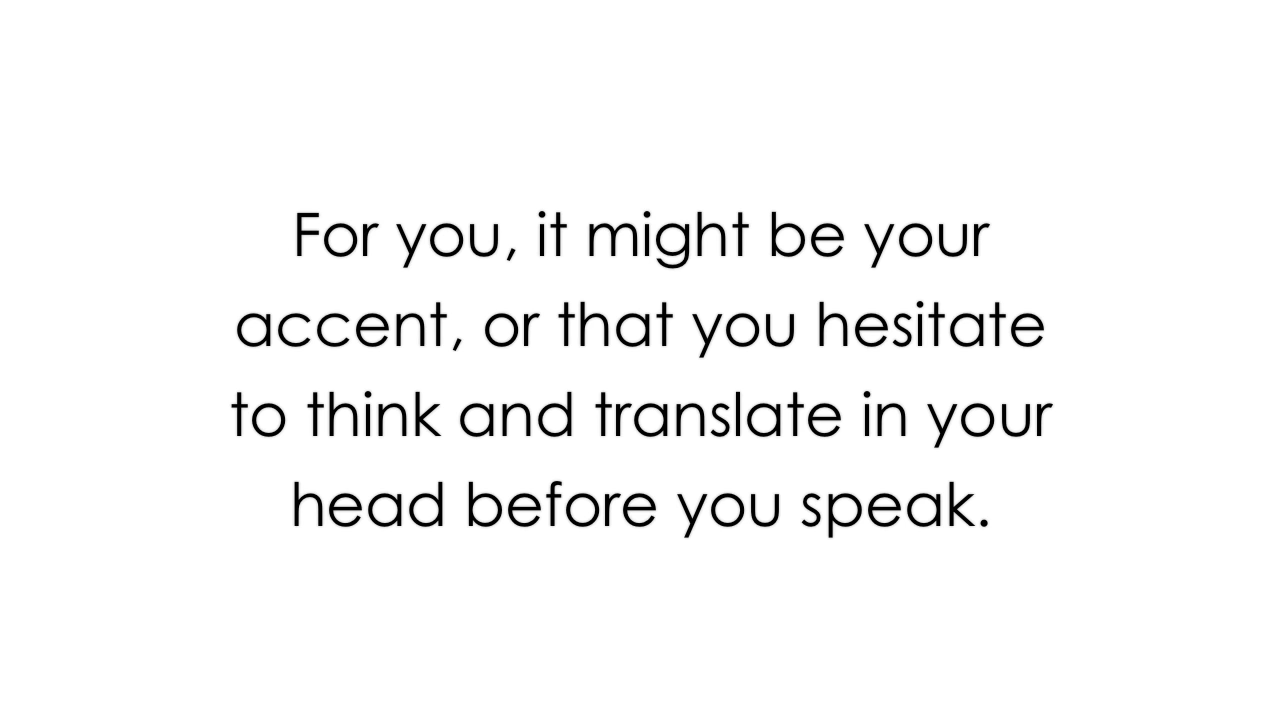 For you, it might be your
accent, or that you hesitate
to think and translate in your
head before you speak.